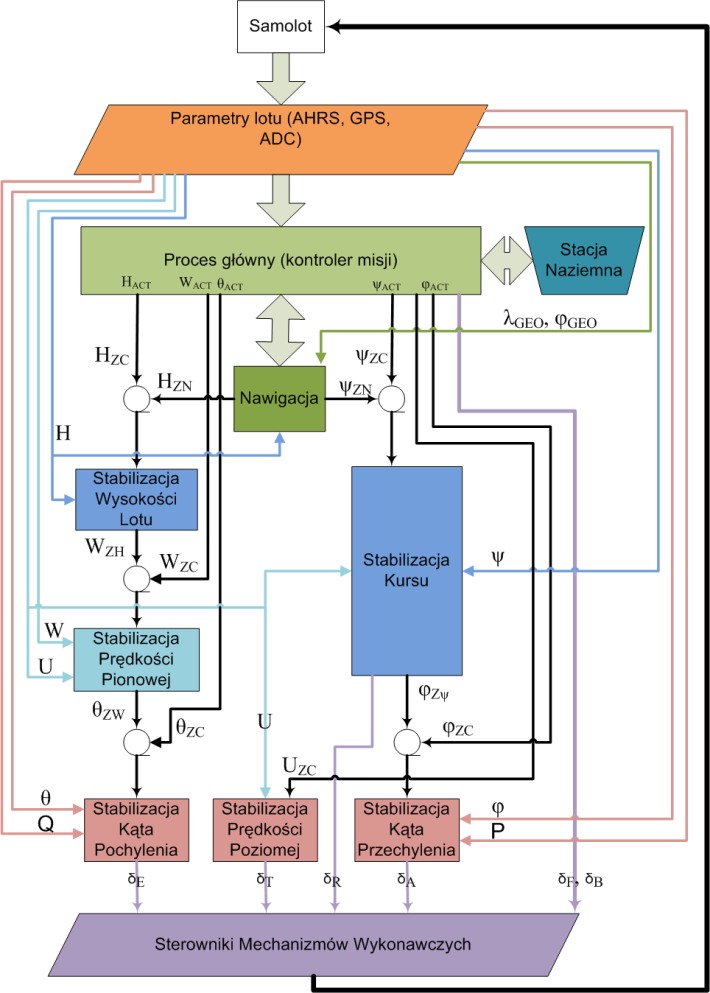 Samolot
Parametry lotu (AHRS, GPS,
ADC)
Proces główny (kontroler misji)
H_ACT W_ACT θ_ACT ψ_ACT φ_ACT
Stacja
Naziemna
λ_GEO, φ_GEO
H_ZC
ψ_ZC
H_ZN
Nawigacja
ψ_ZN
H
Stabilizacja
Wysokości
Lotu
W_ZH
W_ZC
Stabilizacja
Kursu
ψ
W
U
Stabilizacja
Prędkości
Pionowej
θ_ZW
θ_ZC
U
φ_Zψ
φ_ZC
U_ZC
θ
Q
Stabilizacja
Kąta
Pochylenia
Stabilizacja
Prędkości
Poziomej
Stabilizacja
Kąta
Przechylenia
φ
P
δ_E
δ_T
δ_R
δ_A
δ_F, δ_B
Sterowniki Mechanizmów Wykonawczych